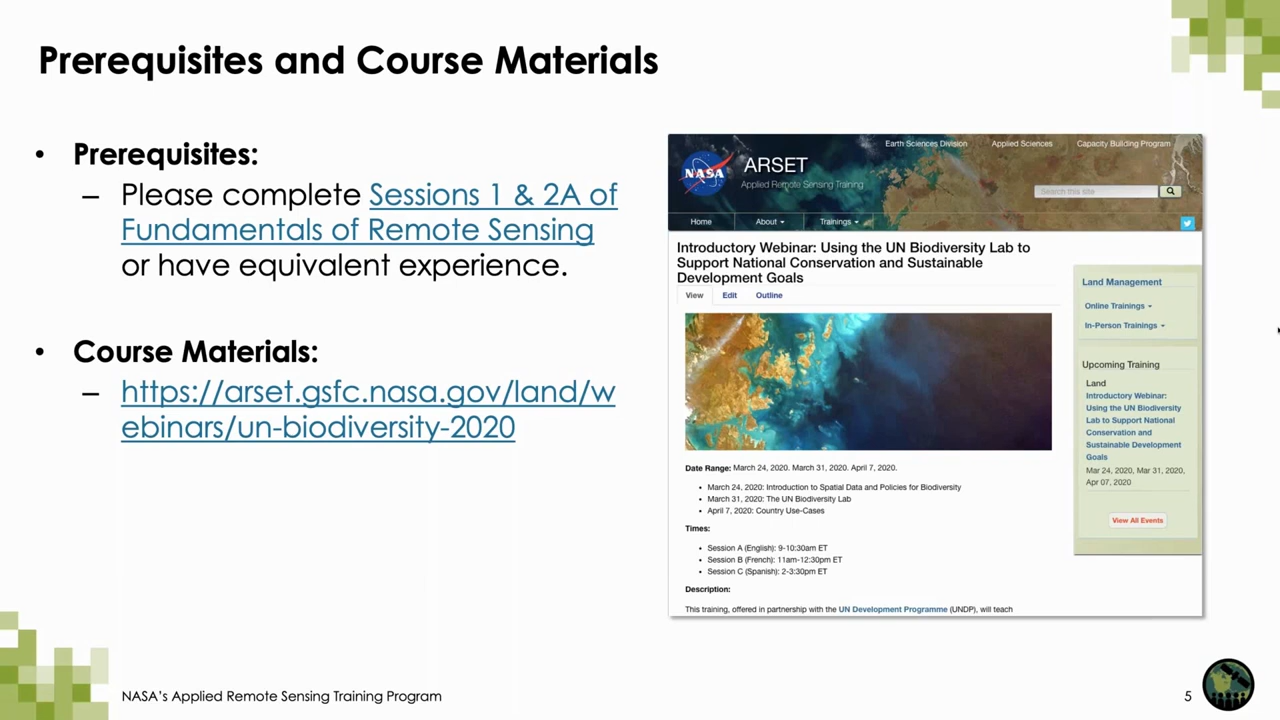 Prerequisites and Course Materials
• Prerequisites:
– Please complete Sessions 1 & 2A of
Fundamentals of Remote Sensing
or have equivalent experience.
• Course Materials:
– https://arset.gsfc.nasa.gov/land/w
ebinars/un-biodiversity-2020
Earth Sciences Division Applied Sciences Capacity Building Program
NASA
ARSET
Applied Remote Sensing Training
Search this site
Home About Trainings
Introductory Webinar: Using the UN Biodiversity Lab to
Support National Conservation and Sustainable
Development Goals
View Edit Outline
Date Range: March 24, 2020. March 31, 2020. April 7, 2020.
• March 24, 2020: Introduction to Spatial Data and Policies for Biodiversity
• March 31, 2020: The UN Biodiversity Lab
• April 7, 2020: Country Use-Cases
Times:
• Session A (English): 9-10:30am ET
• Session B (French): 11am-12:30pm ET
• Session C (Spanish): 2-3:30pm ET
Description:
This training, offered in partnership with the UN Development Programme (UNDP), will teach
Land Management
Online Trainings
In-Person Trainings
Upcoming Training
Land
Introductory Webinar:
Using the UN Biodiversity
Lab to Support National
Conservation and
Sustainable Development
Goals
Mar 24, 2020, Mar 31, 2020,
Apr 07, 2020
View All Events
NASA's Applied Remote Sensing Training Program
5